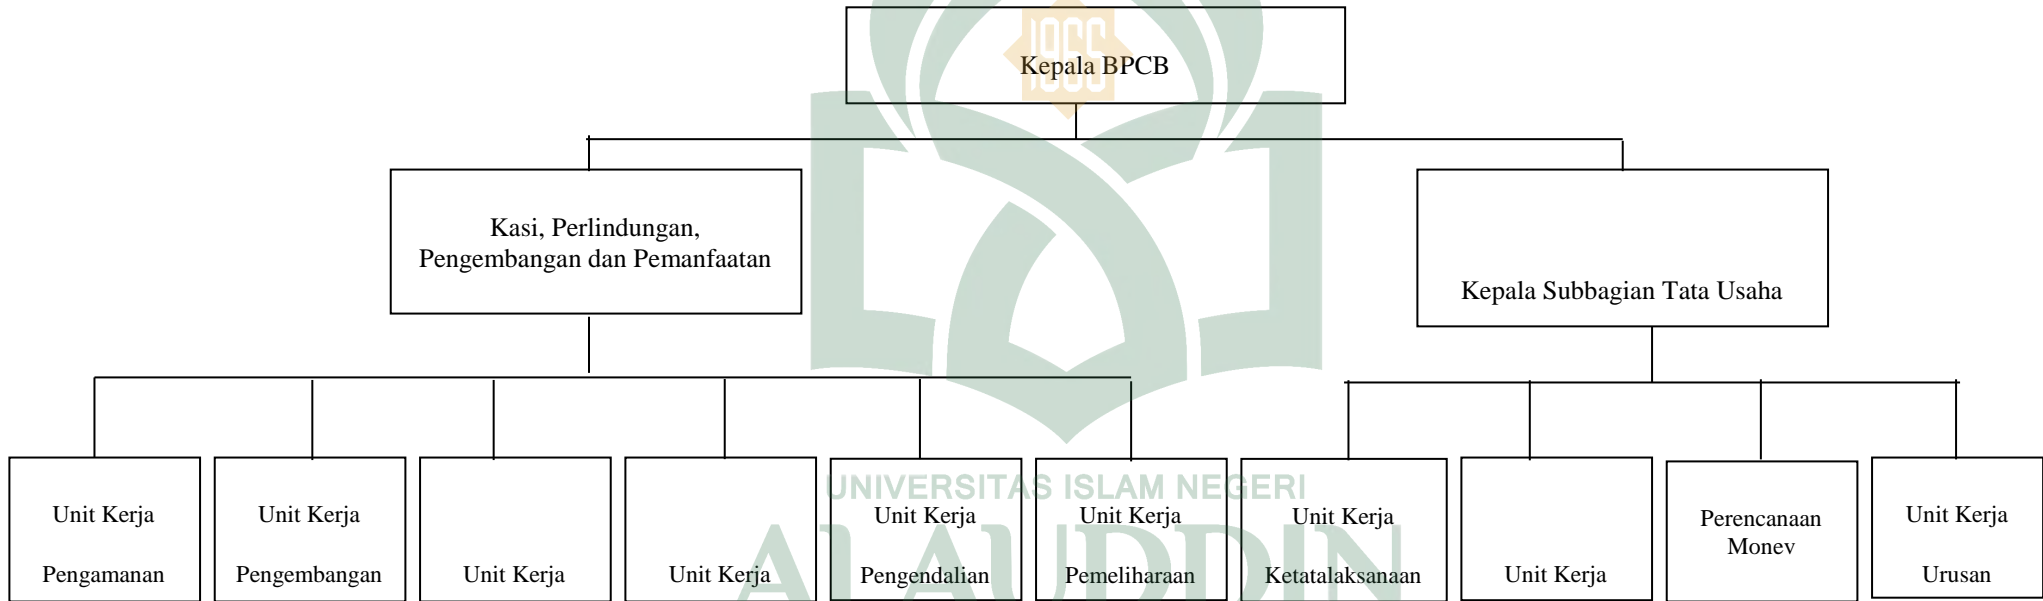 1965
Kepala BPCB
Kasi, Perlindungan,
Pengembangan dan Pemanfaatan
Kepala Subbagian Tata Usaha
UNIVERSITAS ISLAM NEGERI
ALAUDDIN
Unit Kerja
Pengamanan
Unit Kerja
Pengembangan
Unit Kerja
Unit Kerja
Unit Kerja
Pengendalian
Unit Kerja
Pemeliharaan
Unit Kerja
Ketatalaksanaan
Unit Kerja
Perencanaan
Monev
Unit Kerja
Urusan